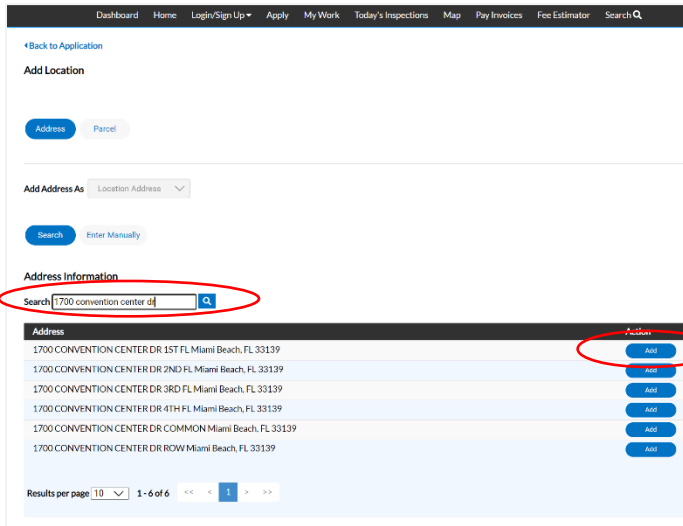 Dashboard Home Login/Sign Up Apply My Work Today's Inspections Map Pay Invoices Fee Estimator Search
Back to Application
Add Location
Address Parcel
Add Address As Location Address
Search Enter Manually
Address Information
Search 1700 convention center dr
Address Action
1700 CONVENTION CENTER DR 1ST FL Miami Beach, FL 33139 Add
1700 CONVENTION CENTER DR 2ND FL Miami Beach, FL 33139 Add
1700 CONVENTION CENTER DR 3RD FL Miami Beach, FL 33139 Add
1700 CONVENTION CENTER DR 4TH FL Miami Beach, FL 33139 Add
1700 CONVENTION CENTER DR COMMON Miami Beach, FL 33139 Add
1700 CONVENTION CENTER DR ROW Miami Beach, FL 33139 Add
Results per page 10 1 - 6 of 6 << < 1 > >>